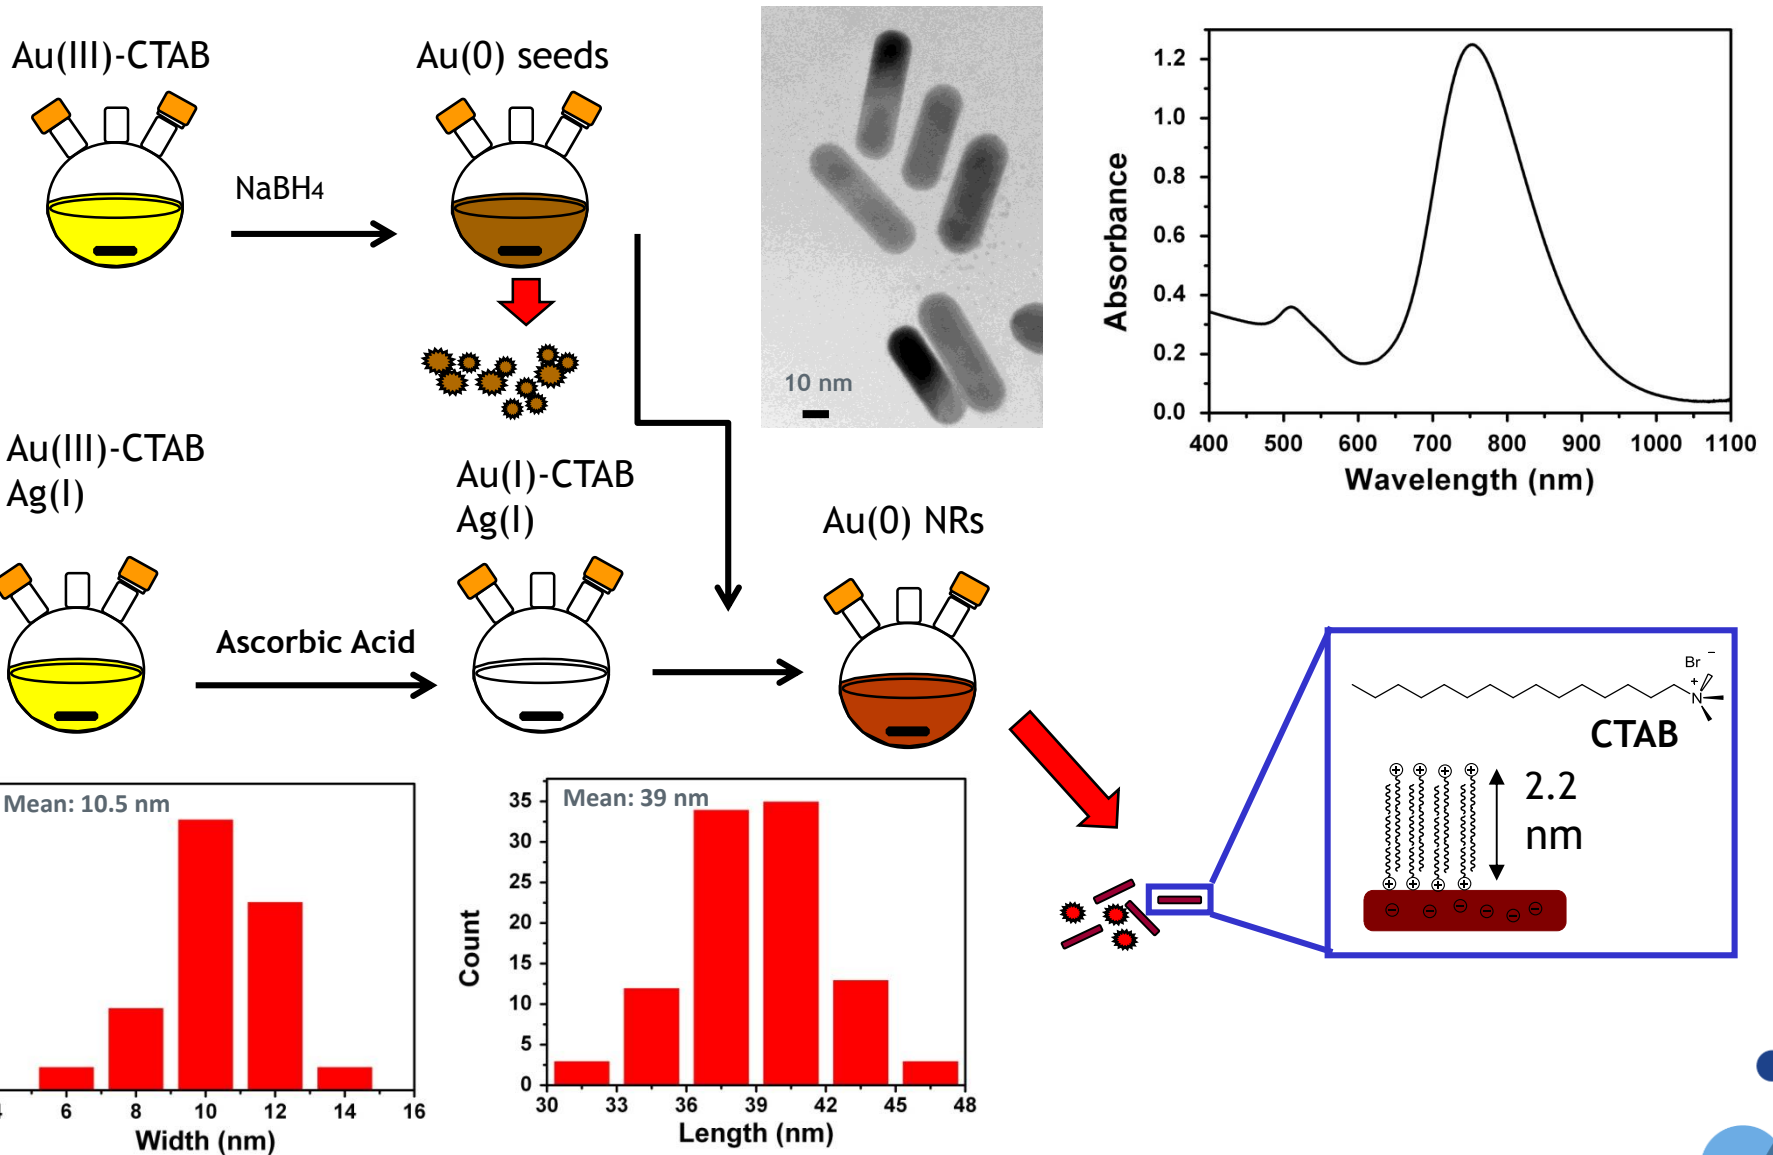 Au(III)-CTAB
NaBH4
Au(0) seeds
10 nm
Absorbance
1.2
1.0
0.8
0.6
0.4
0.2
0.0
400 500 600 700 800 900 1000 1100
Wavelength (nm)
Au(III)-CTAB
Ag(I)
Ascorbic Acid
Au(I)-CTAB
Ag(I)
Au(0) NRs
Br −
+
N
CTAB
2.2
nm
+ + + +
+ + + +
− − − − − −
Mean: 10.5 nm
6 8 10 12 14 16
Width (nm)
Mean: 39 nm
Count
35
30
25
20
15
10
5
0
30 33 36 39 42 45 48
Length (nm)